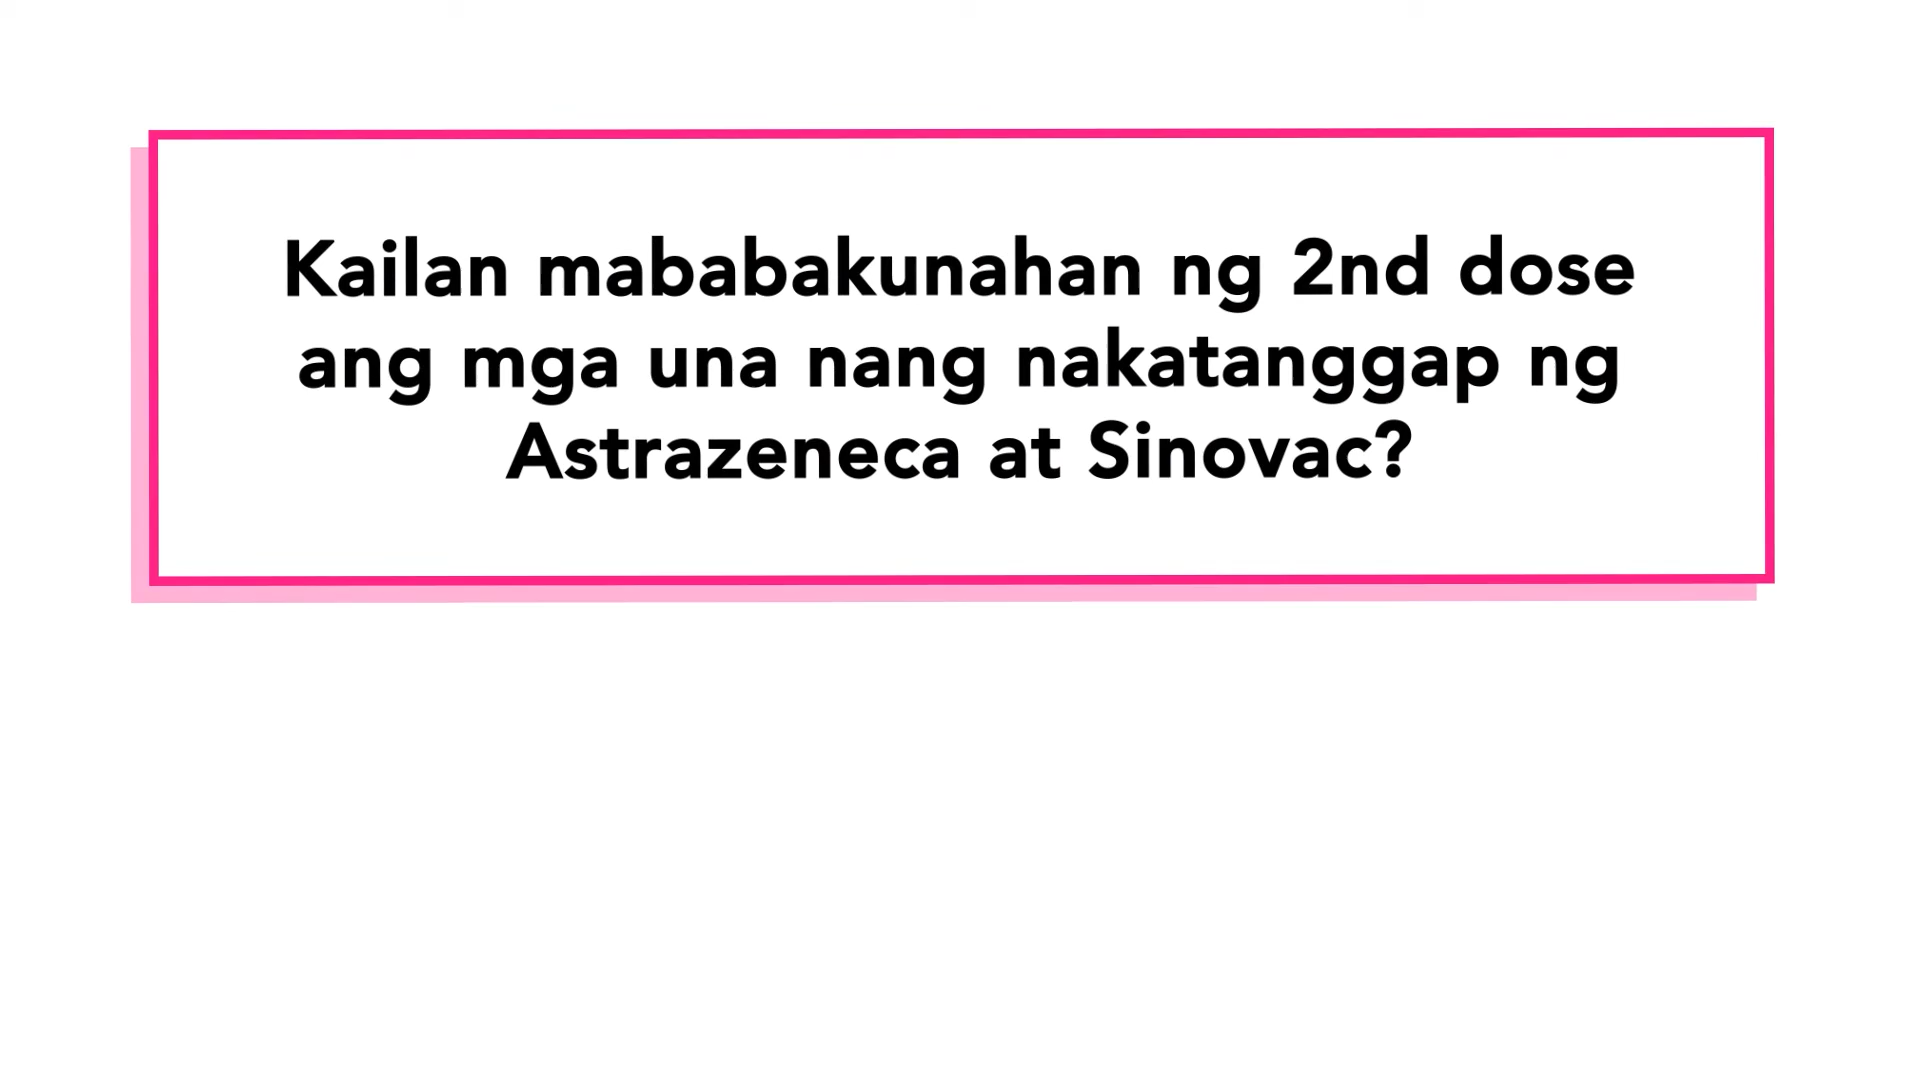 Kailan mababakunahan ng 2nd dose
ang mga una nang nakatanggap ng
Astrazeneca at Sinovac?